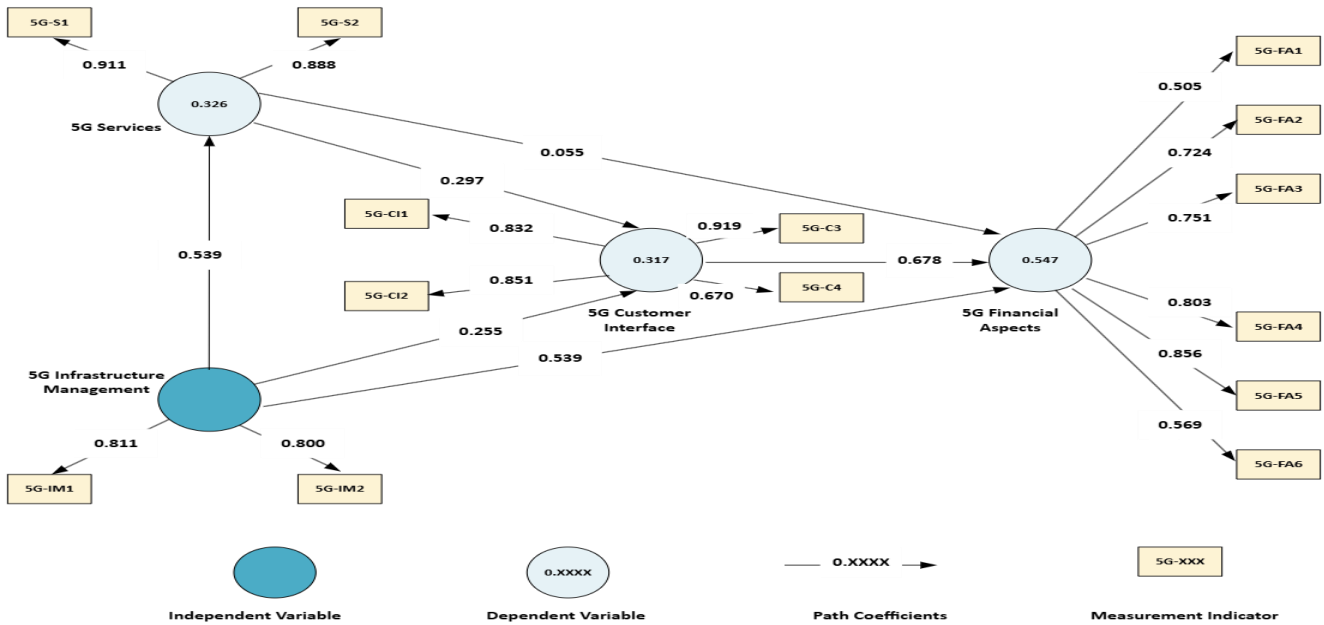 5G-S1
5G-S2
0.911
0.888
0.326
5G Services
5G-FA1
0.505
5G-FA2
0.724
0.055
0.297
5G-FA3
0.751
5G-CI1
0.832
0.919
5G-C3
0.539
0.317
0.678
0.547
5G-CI2
0.851
0.670
5G-C4
5G Customer
Interface
5G Financial
Aspects
0.803
5G-FA4
0.255
0.539
0.856
5G Infrastructure
Management
5G-FA5
0.569
0.811
0.800
5G-FA6
5G-IM1
5G-IM2
0.XXXX
0.XXXX
5G-XXX
Independent Variable
Dependent Variable
Path Coefficients
Measurement Indicator